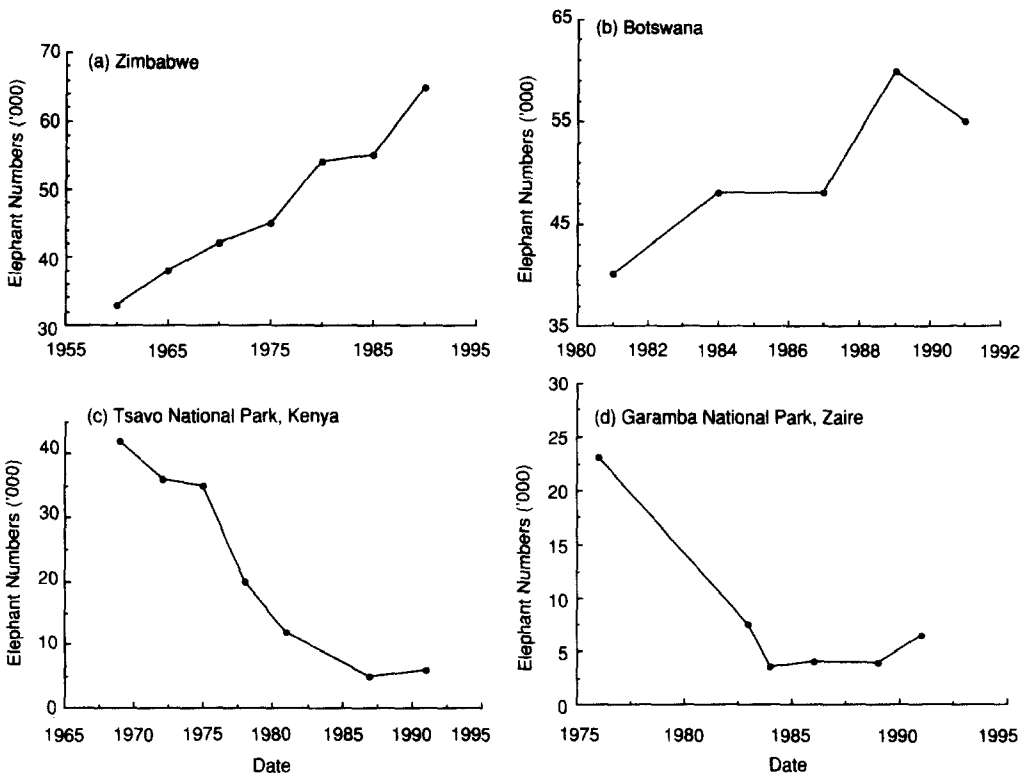 (a) Zimbabwe
Elephant Numbers ('000)
70
60
50
40
30
1955 1965 1975 1985 1995
(b) Botswana
Elephant Numbers ('000)
65
55
45
35
1980 1982 1984 1986 1988 1990 1992
(c) Tsavo National Park, Kenya
Elephant Numbers ('000)
40
30
20
10
0
1965 1970 1975 1980 1985 1990 1995
Date
(d) Garamba National Park, Zaire
Elephant Numbers ('000)
30
25
20
15
10
5
0
1975 1980 1985 1990 1995
Date